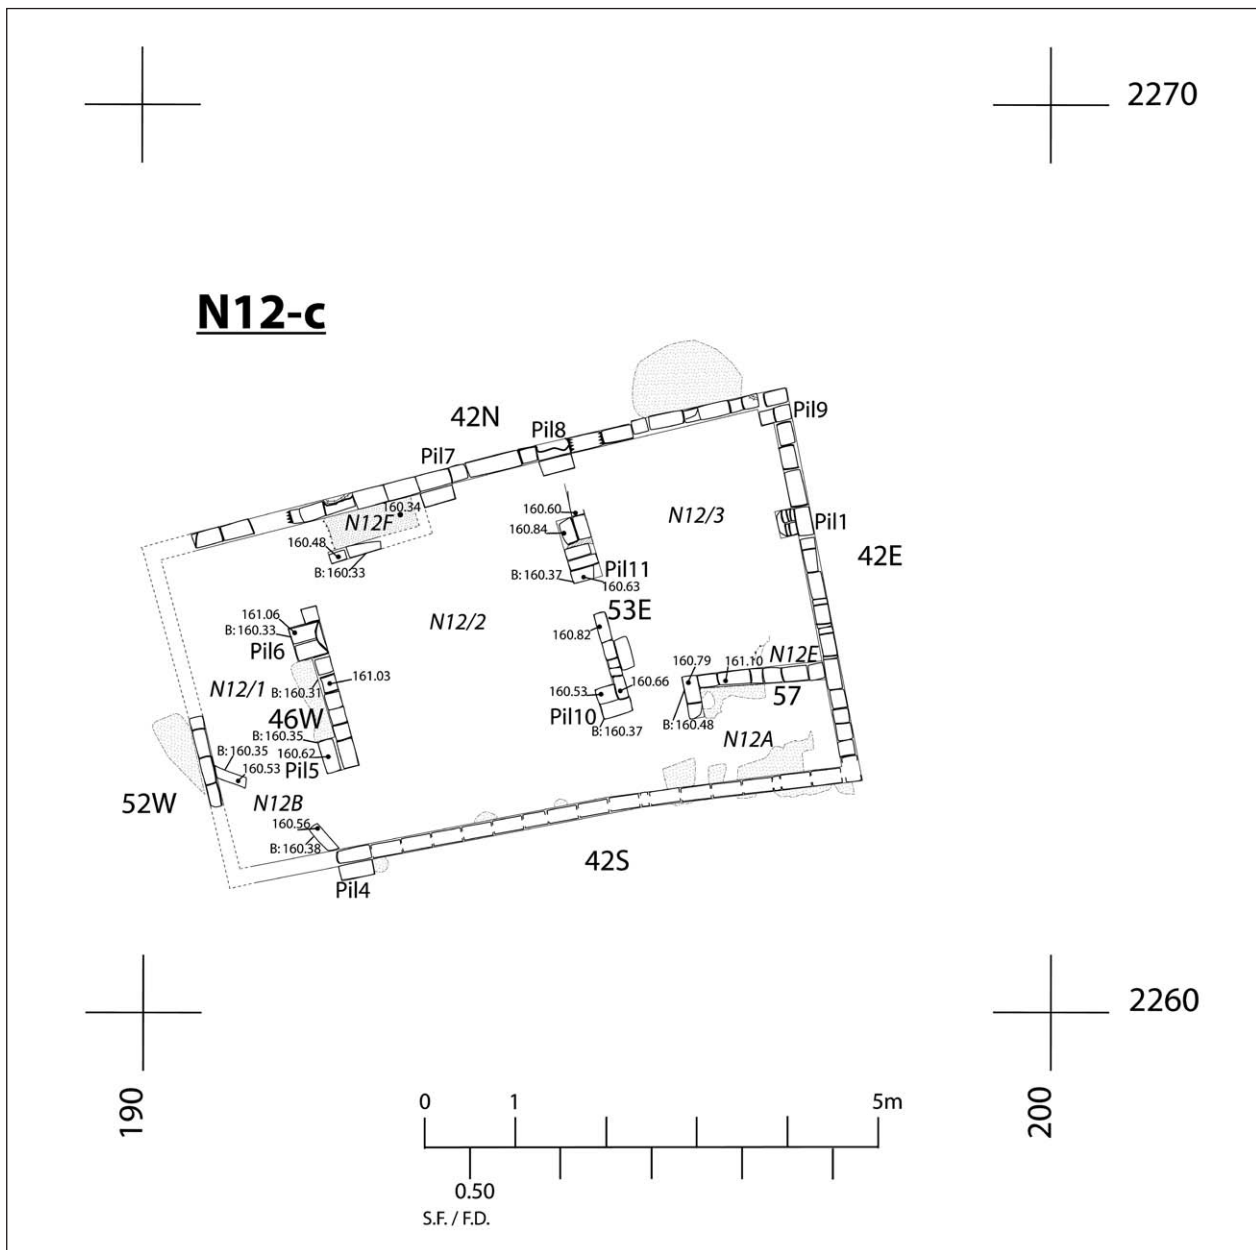 2270
N12-c
42N
Pil8
Pil9
Pil7
160.34
N12F
160.60
N12/3
160.84
Pil1
160.48
B: 160.33
B: 160.37
Pil11
160.63
42E
53E
161.06
B: 160.33
N12/2
160.82
Pil6
160.79
161.10
N12E
N12/1
B: 160.31
161.03
160.53
160.66
57
46W
Pil10
B: 160.37
B: 160.48
N12A
B: 160.35
B: 160.35
160.62
Pil5
160.53
52W
N12B
160.56
B: 160.38
42S
Pil4
2260
190
200
0 1 5m
0.50
S.F. / F.D.